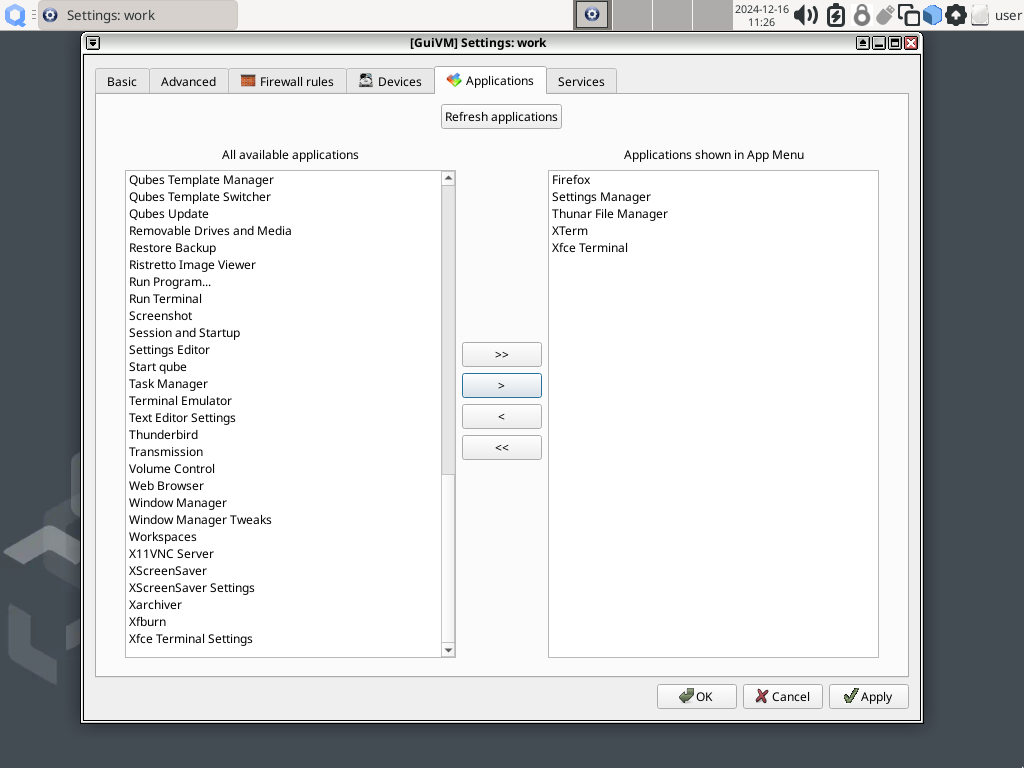 Settings: work
2024-12-16
11:26
user
[GuiVM] Settings: work
Basic
Advanced
Firewall rules
Devices
Applications
Services
Refresh applications
All available applications
Qubes Template Manager
Qubes Template Switcher
Qubes Update
Removable Drives and Media
Restore Backup
Ristretto Image Viewer
Run Program...
Run Terminal
Screenshot
Session and Startup
Settings Editor
Start qube
Task Manager
Terminal Emulator
Text Editor Settings
Thunderbird
Transmission
Volume Control
Web Browser
Window Manager
Window Manager Tweaks
Workspaces
X11VNC Server
XScreenSaver
XScreenSaver Settings
Xarchiver
Xfburn
Xfce Terminal Settings
>>
>
<
<<
Applications shown in App Menu
Firefox
Settings Manager
Thunar File Manager
XTerm
Xfce Terminal
OK
Cancel
Apply